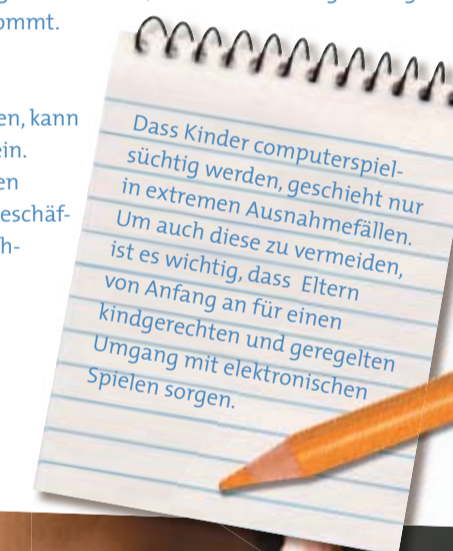 ommt.
en, kann
ein.
en
eschäf-
h-
Dass Kinder computerspiel-
süchtig werden, geschieht nur
in extremen Ausnahmefällen.
Um auch diese zu vermeiden,
ist es wichtig, dass Eltern
von Anfang an für einen
kindgerechten und geregelten
Umgang mit elektronischen
Spielen sorgen.